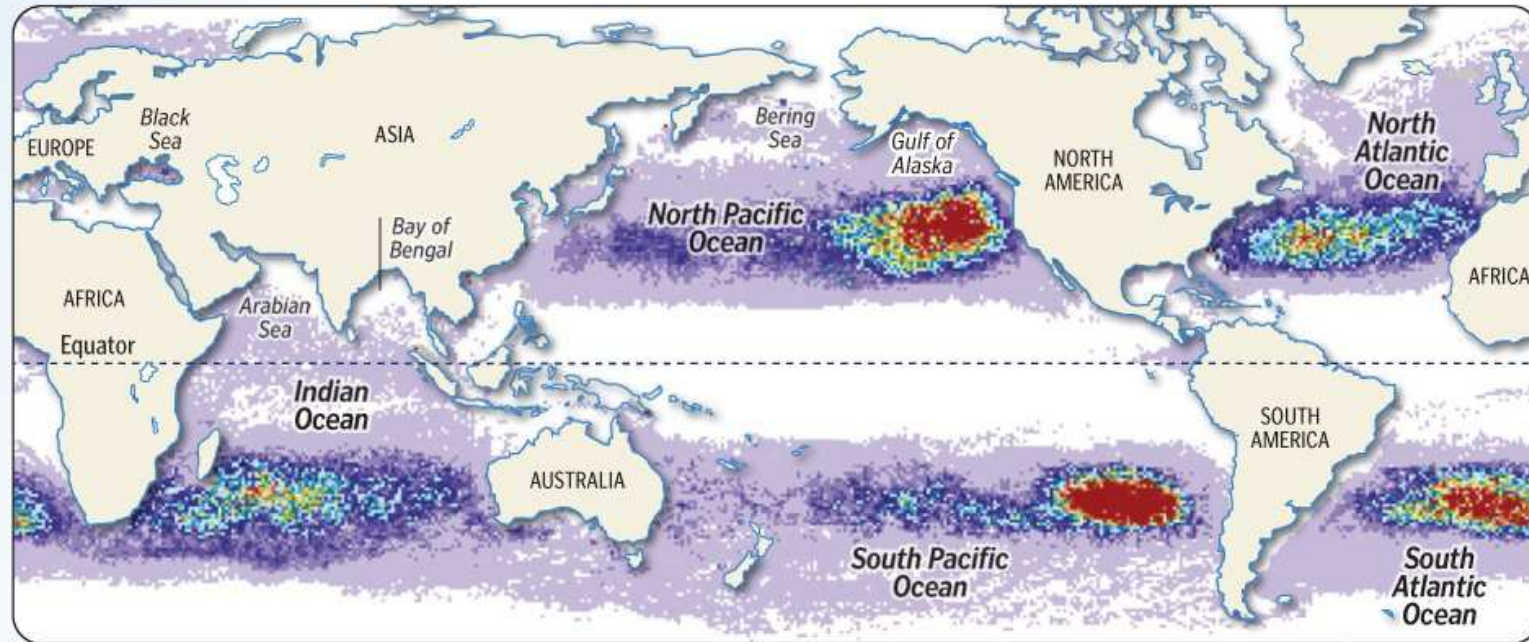 Black
Sea
EUROPE
ASIA
Bering
Sea
Gulf of
Alaska
NORTH
AMERICA
North
Atlantic
Ocean
North Pacific
Ocean
Bay of
Bengal
AFRICA
Arabian
Sea
AFRICA
Equator
Indian
Ocean
SOUTH
AMERICA
AUSTRALIA
South Pacific
Ocean
South
Atlantic
Ocean